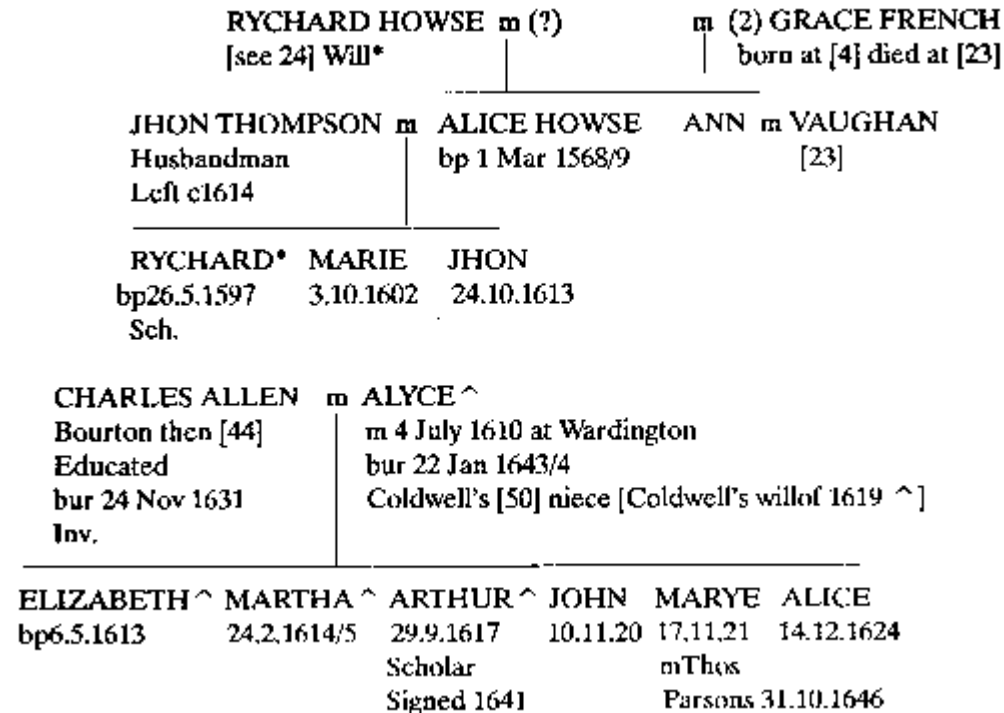 RYCHARD HOWSE m (?) m (2) GRACE FRENCH
[see 24] Will* born at [4] died at [23]
JHON THOMPSON m ALICE HOWSE ANN m VAUGHAN
Husbandman bp 1 Mar 1568/9 [23]
Left c1614
RYCHARD* MARIE JHON
bp26.5.1597 3.10.1602 24.10.1613
Sch.
CHARLES ALLEN m ALYCE ^
Bourton then [44] m 4 July 1610 at Wardington
Educated bur 22 Jan 1643/4
bur 24 Nov 1631 Coldwell's [50] niece [Coldwell's willof 1619 ^]
Inv.
ELIZABETH ^ MARTHA ^ ARTHUR ^ JOHN MARYE ALICE
bp6.5.1613 24.2.1614/5 29.9.1617 10.11.20 17.11.21 14.12.1624
Scholar mThos
Signed 1641 Parsons 31.10.1646